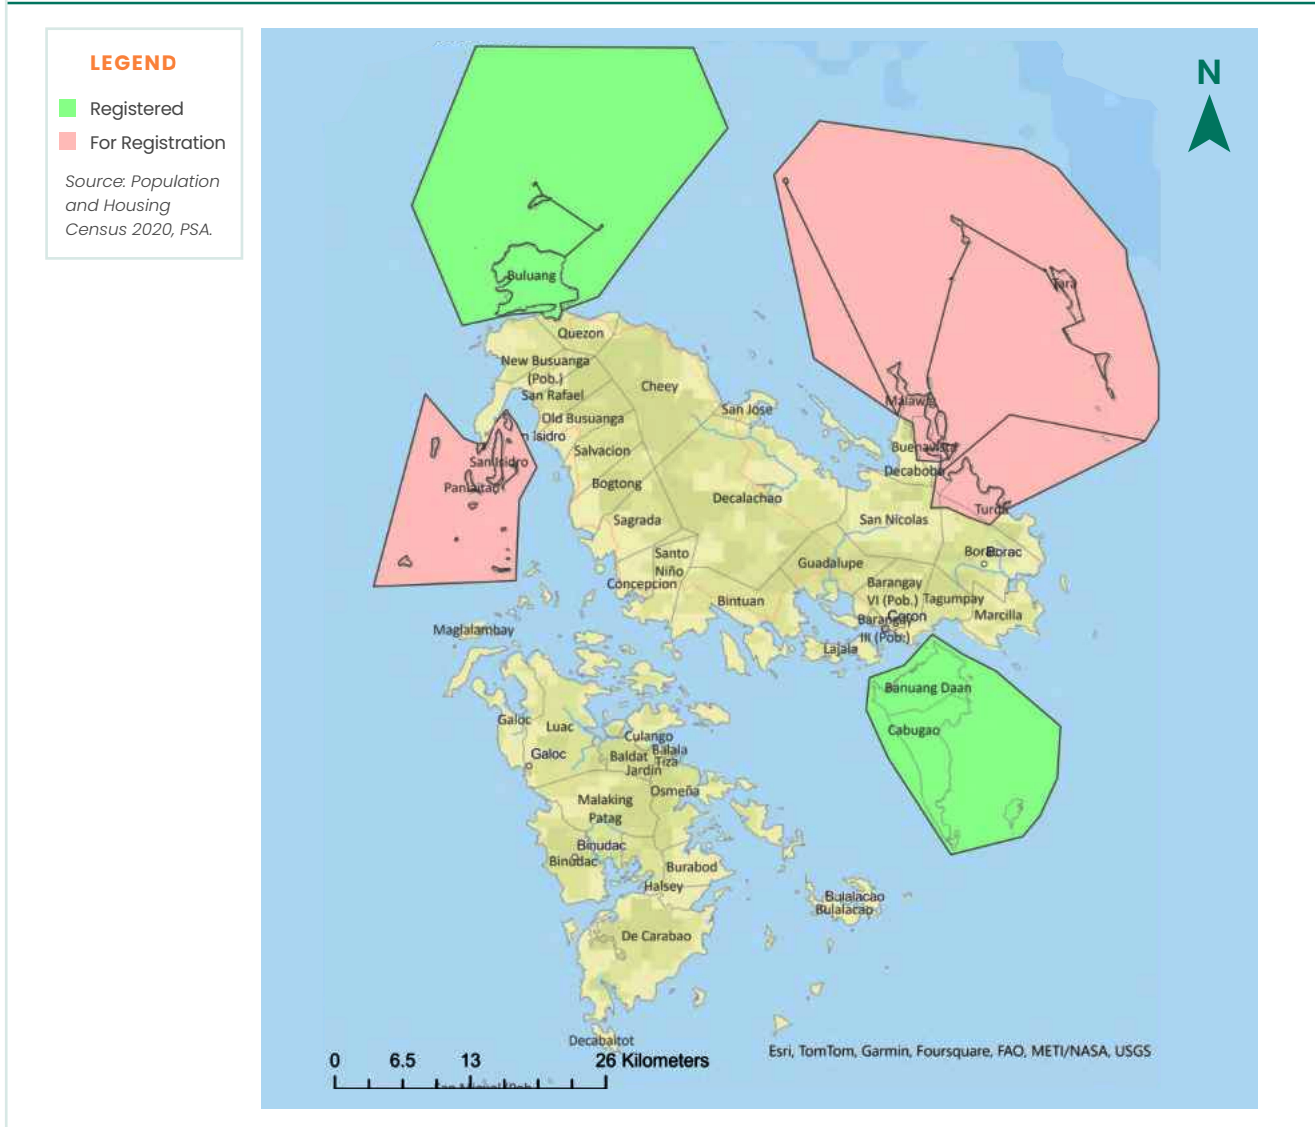 LEGEND
Registered
For Registration
Source: Population
and Housing
Census 2020, PSA.
N
Buluang
Quezon
New Busuanga
(Pob.)
San Rafael
Cheey
San Jose
Old Busuanga
n Isidro
Salvacion
San Isidro
Bogtong
Sagrada
Decalachao
Tara
Malawig
Buenavista
Decabobo
San Nicolas
Turda
Borac
Santo
Niño
Concepcion
Guadalupe
Bintuan
Barangay
VI (Pob.)
Tagumpay
Marcilla
Coron
Barangay
III (Pob.)
Lajala
Maglalambay
Banuang Daan
Cabugao
Galoc
Luac
Galoc
Culango
Baldat
Balala
Tiza
Jardin
Osmeña
Malaking
Patag
Binudac
Binudac
Burabod
Halsey
Bulalacao
Bulalacao
De Carabao
Decabaitot
0 6.5 13 26 Kilometers
Esri, TomTom, Garmin, Foursquare, FAO, METI/NASA, USGS